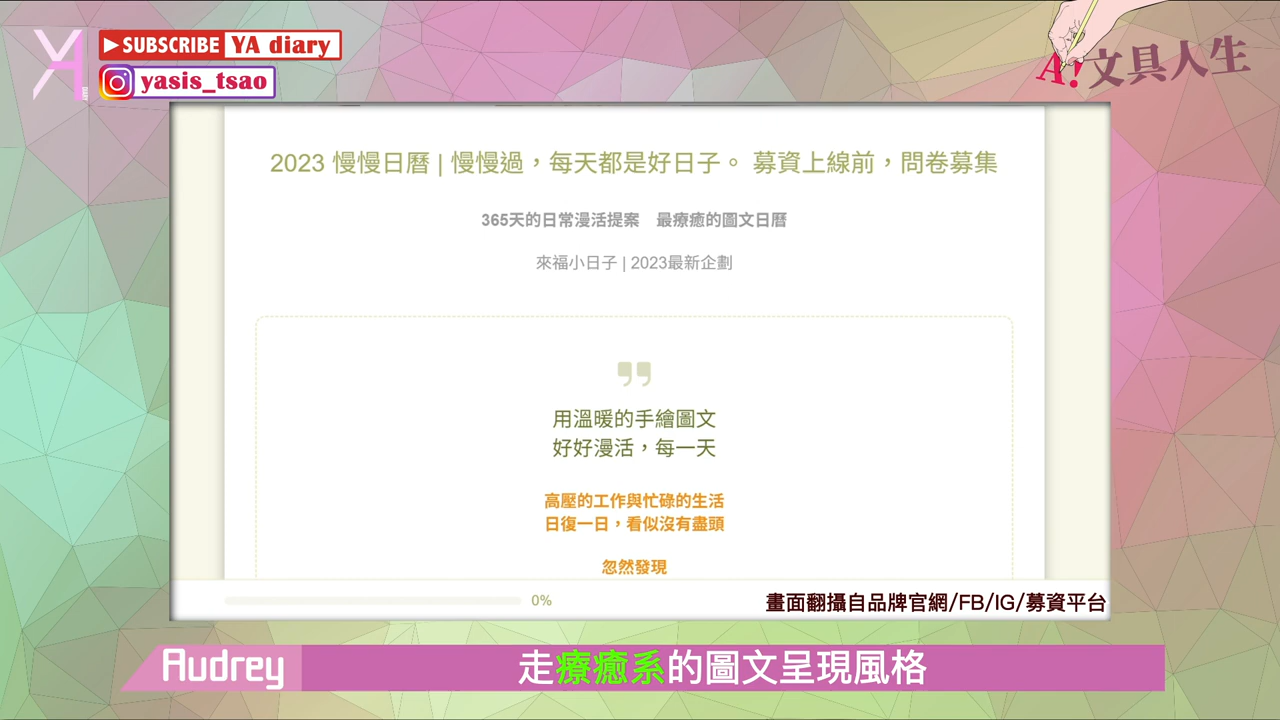 SUBSCRIBE YA diary
yasis_tsao
A!文具人生
2023 慢慢日曆 | 慢慢過，每天都是好日子。 募資上線前，問卷募集
365天的日常漫活提案 最療癒的圖文日曆
來福小日子 | 2023最新企劃
用溫暖的手繪圖文
好好漫活，每一天
高壓的工作與忙碌的生活
日復一日，看似沒有盡頭
忽然發現
0%
畫面翻攝自品牌官網/FB/IG/募資平台
Audrey
走療癒系的圖文呈現風格